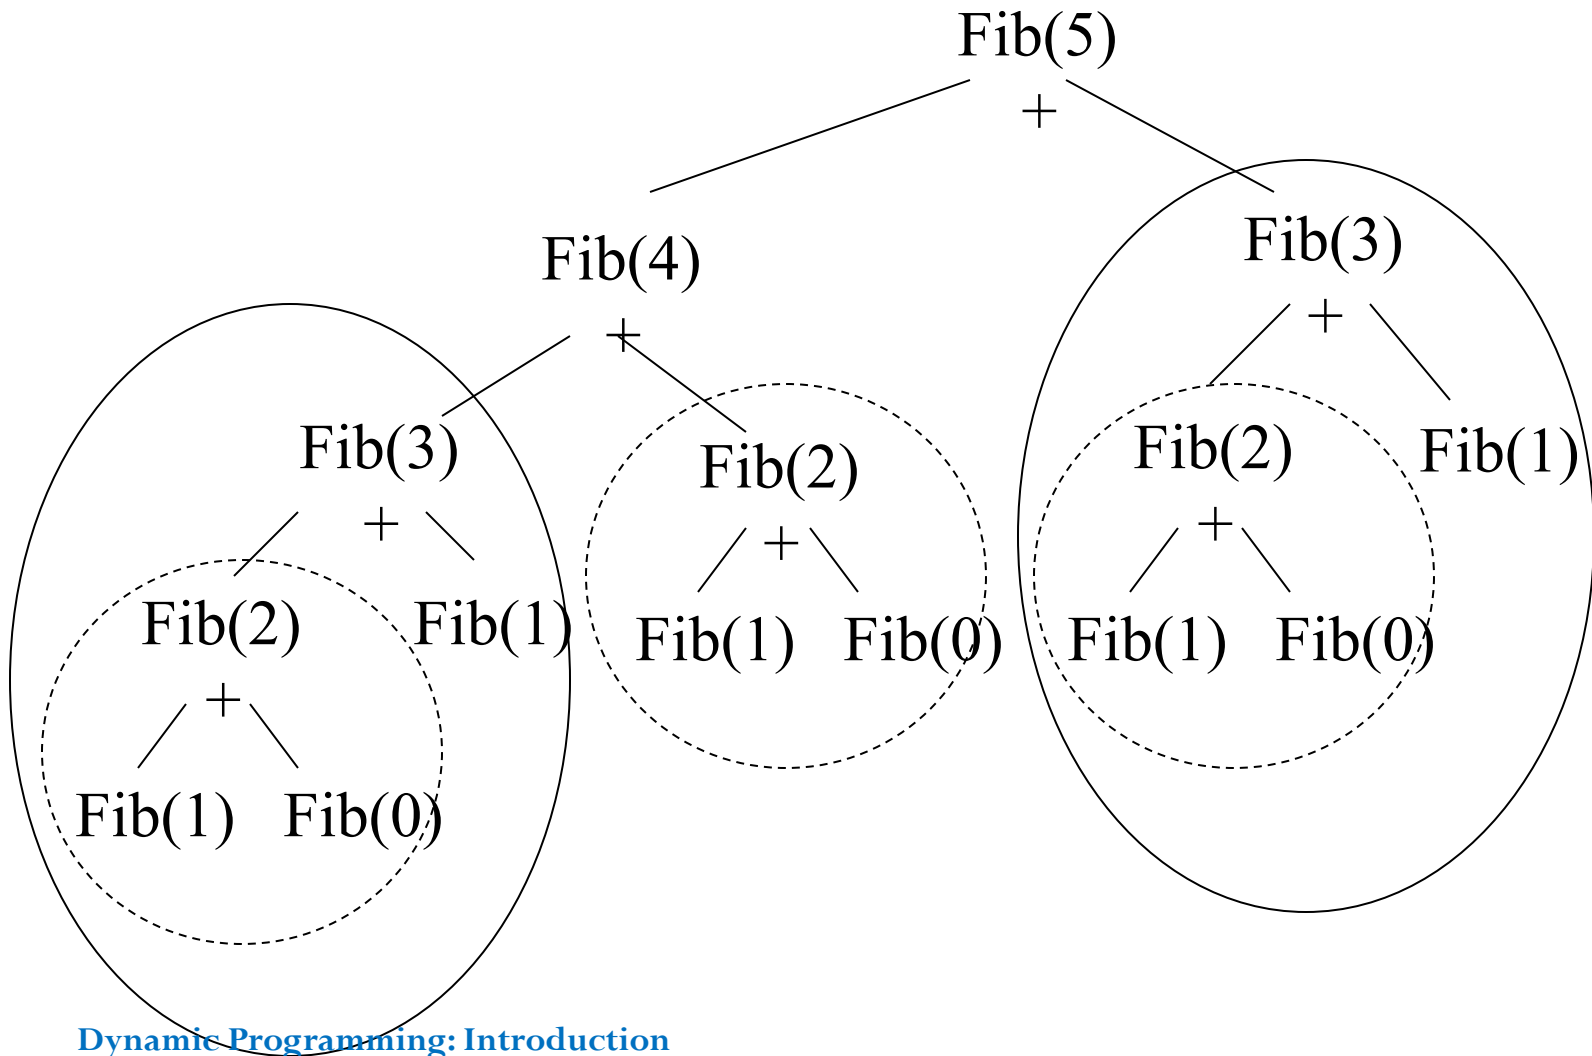 Fib(5)
+
Fib(4)
Fib(3)
+
+
Fib(3)
Fib(2)
Fib(2)
Fib(1)
+
+
+
Fib(2)
Fib(1)
Fib(1)
Fib(0)
Fib(1)
Fib(0)
+
Fib(1)
Fib(0)
Dynamic Programming: Introduction